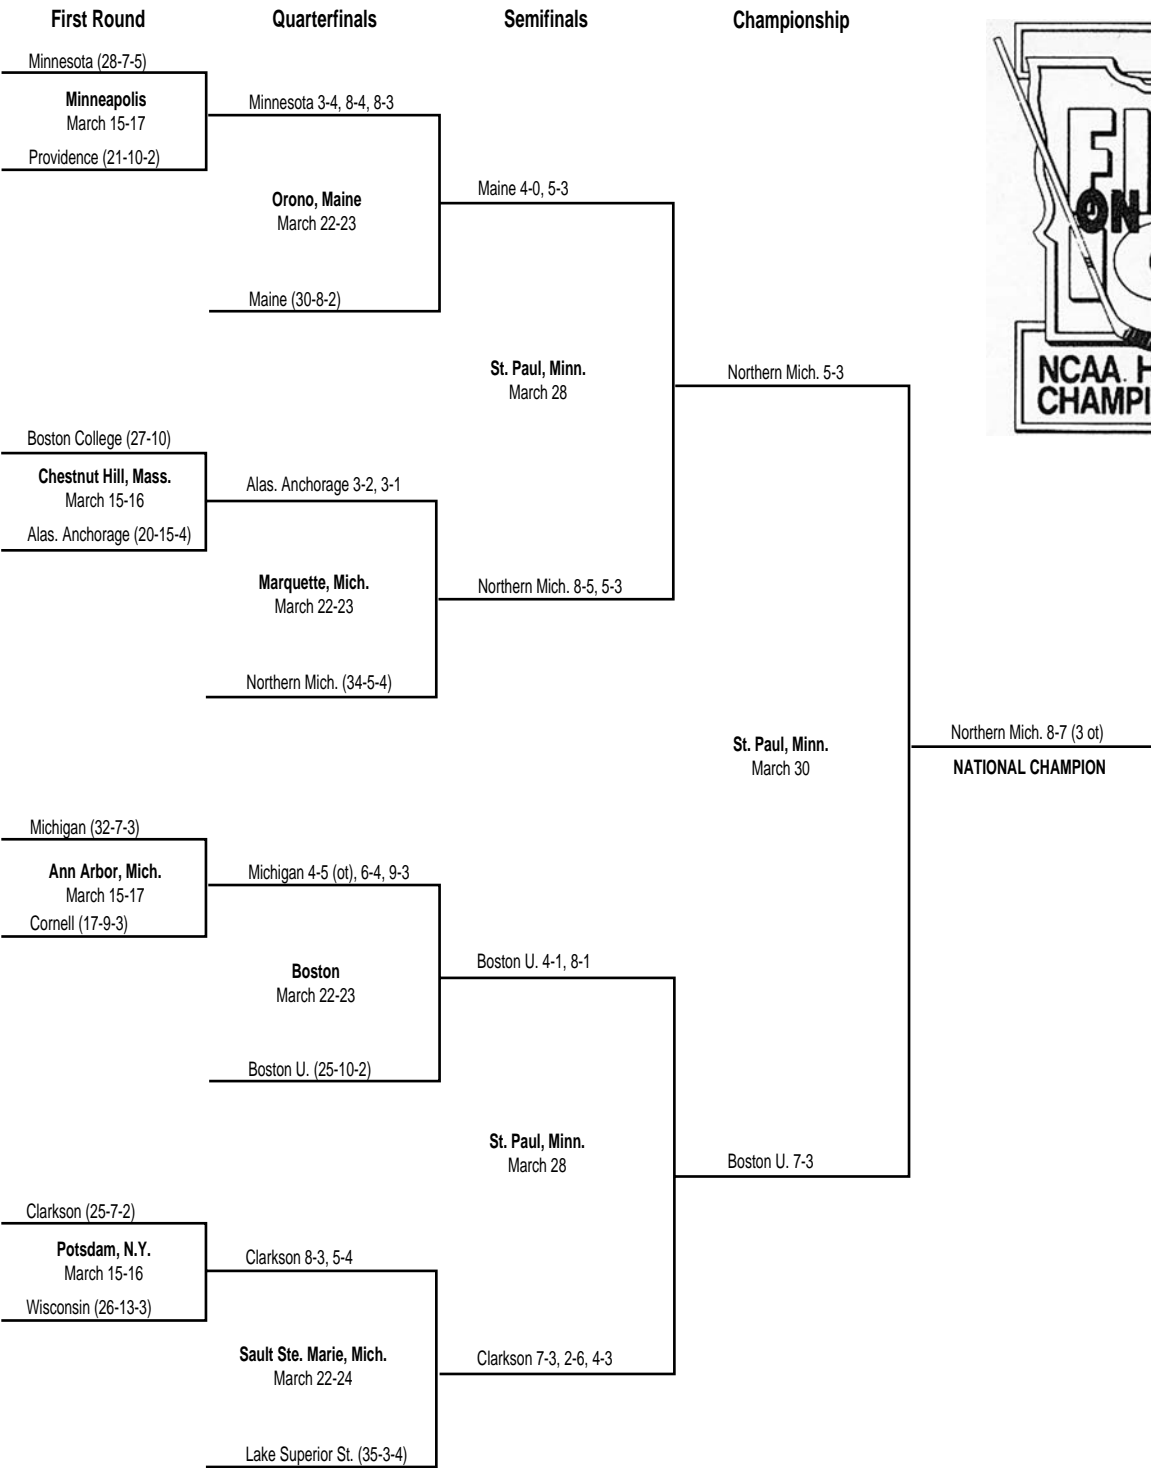 First Round
Quarterfinals
Semifinals
Championship
Minnesota (28-7-5)
Minneapolis
March 15-17
Providence (21-10-2)
Minnesota 3-4, 8-4, 8-3
Orono, Maine
March 22-23
Maine (30-8-2)
Maine 4-0, 5-3
St. Paul, Minn.
March 28
Northern Mich. 5-3
Boston College (27-10)
Chestnut Hill, Mass.
March 15-16
Alas. Anchorage (20-15-4)
Alas. Anchorage 3-2, 3-1
Marquette, Mich.
March 22-23
Northern Mich. (34-5-4)
Northern Mich. 8-5, 5-3
St. Paul, Minn.
March 30
Northern Mich. 8-7 (3 ot)
NATIONAL CHAMPION
Michigan (32-7-3)
Ann Arbor, Mich.
March 15-17
Cornell (17-9-3)
Michigan 4-5 (ot), 6-4, 9-3
Boston
March 22-23
Boston U. (25-10-2)
Boston U. 4-1, 8-1
St. Paul, Minn.
March 28
Boston U. 7-3
Clarkson (25-7-2)
Potsdam, N.Y.
March 15-16
Wisconsin (26-13-3)
Clarkson 8-3, 5-4
Sault Ste. Marie, Mich.
March 22-24
Lake Superior St. (35-3-4)
Clarkson 7-3, 2-6, 4-3
ON
NCAA. H
CHAMPI